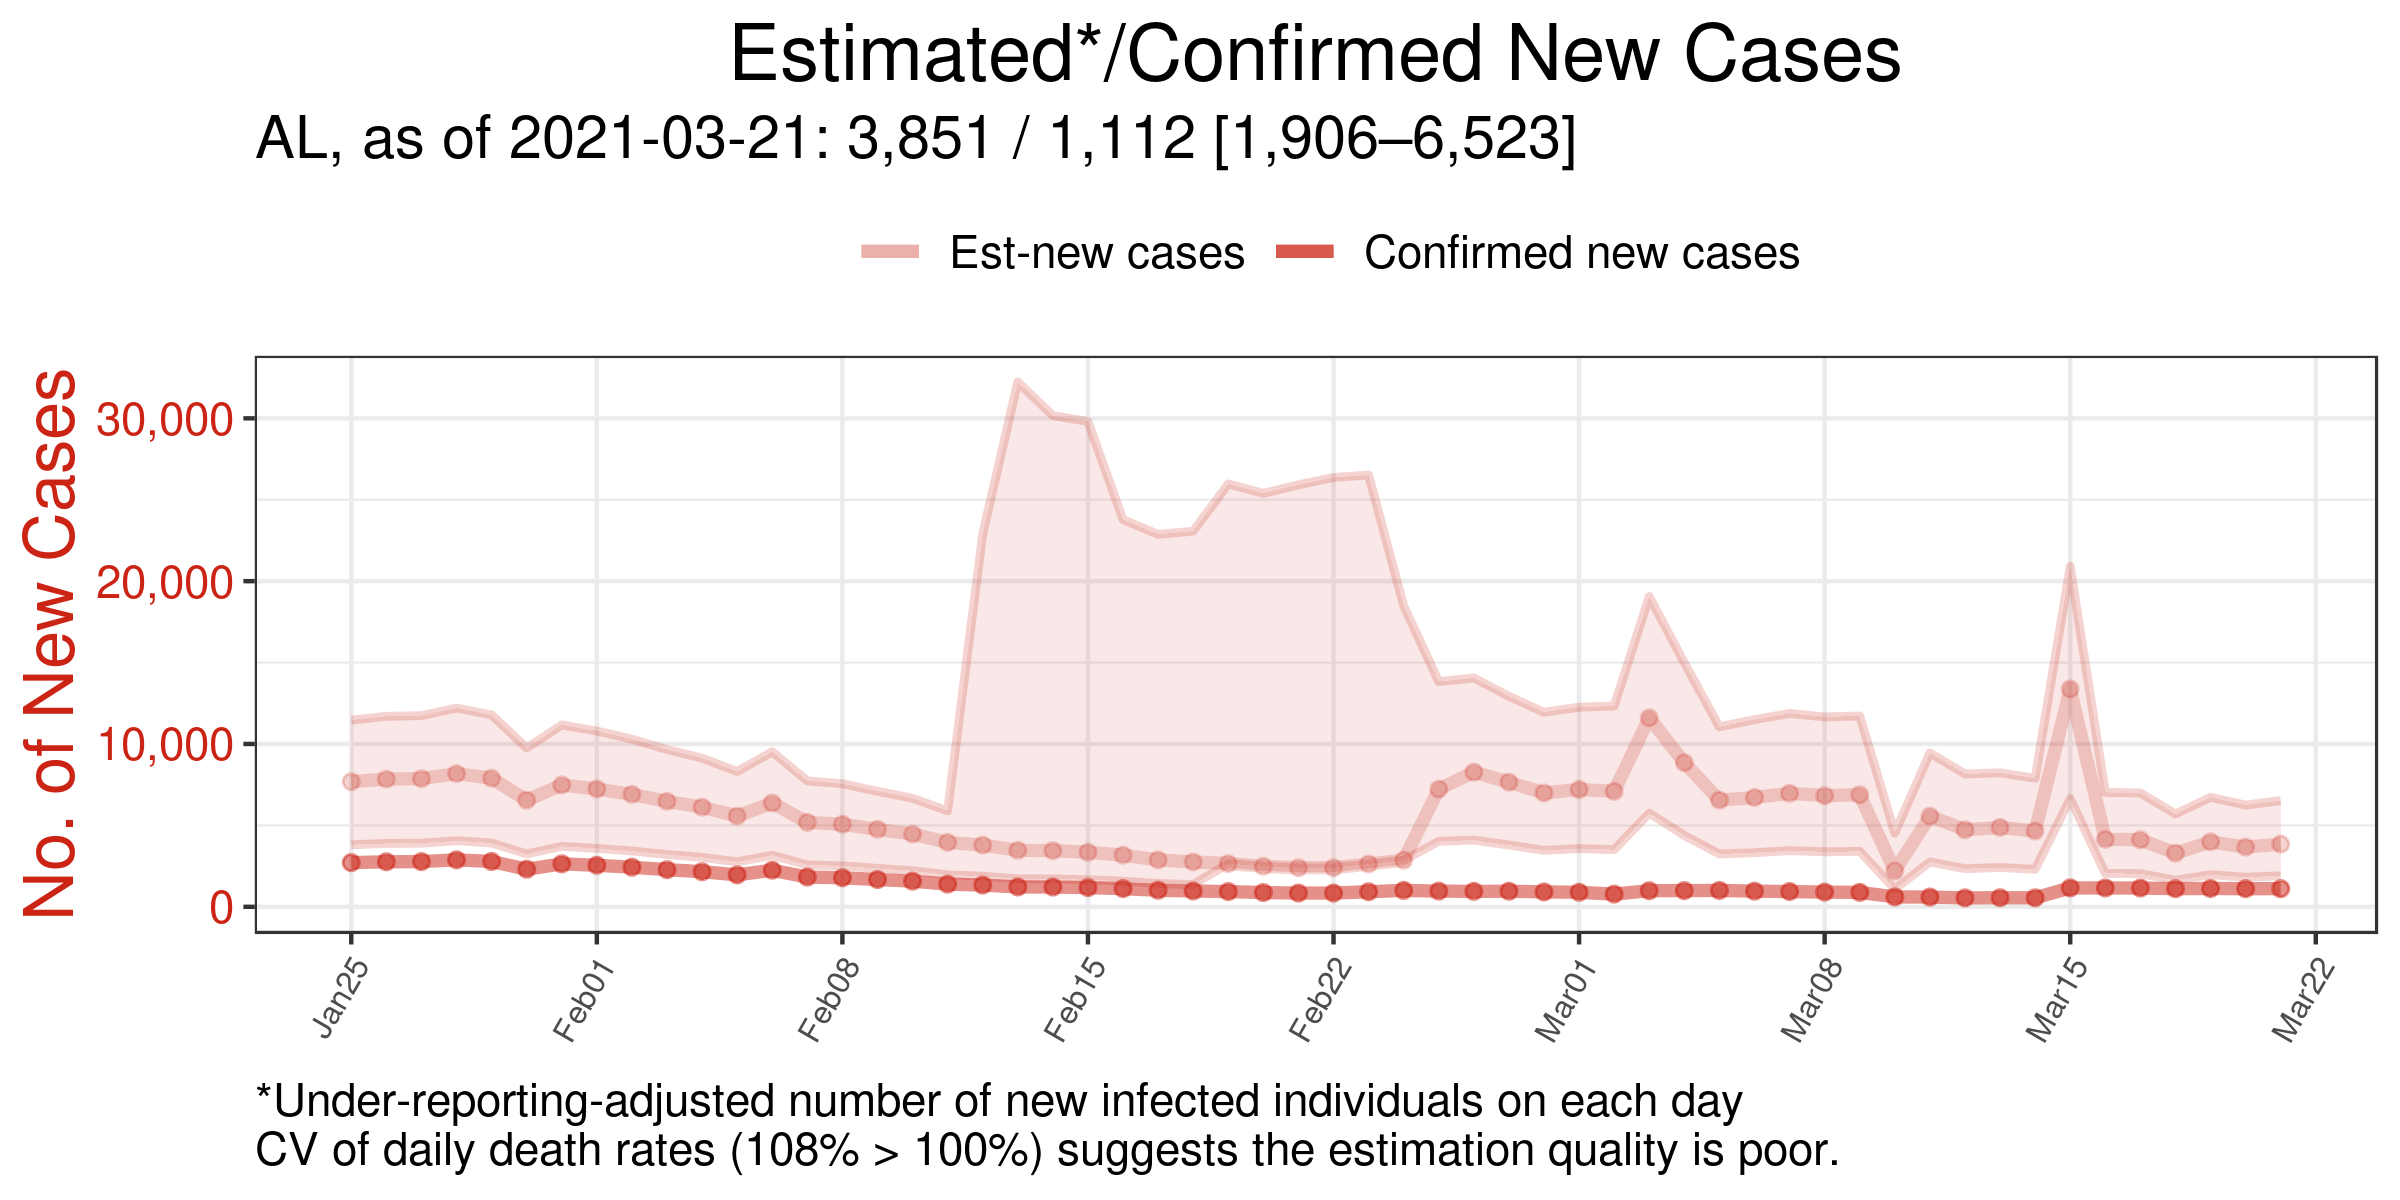 Estimated*/Confirmed New Cases
AL, as of 2021-03-21: 3,851 / 1,112 [1,906–6,523]
Est-new cases
Confirmed new cases
No. of New Cases
30,000
20,000
10,000
0
Jan25
Feb01
Feb08
Feb15
Feb22
Mar01
Mar08
Mar15
Mar22
*Under-reporting-adjusted number of new infected individuals on each day
CV of daily death rates (108% > 100%) suggests the estimation quality is poor.